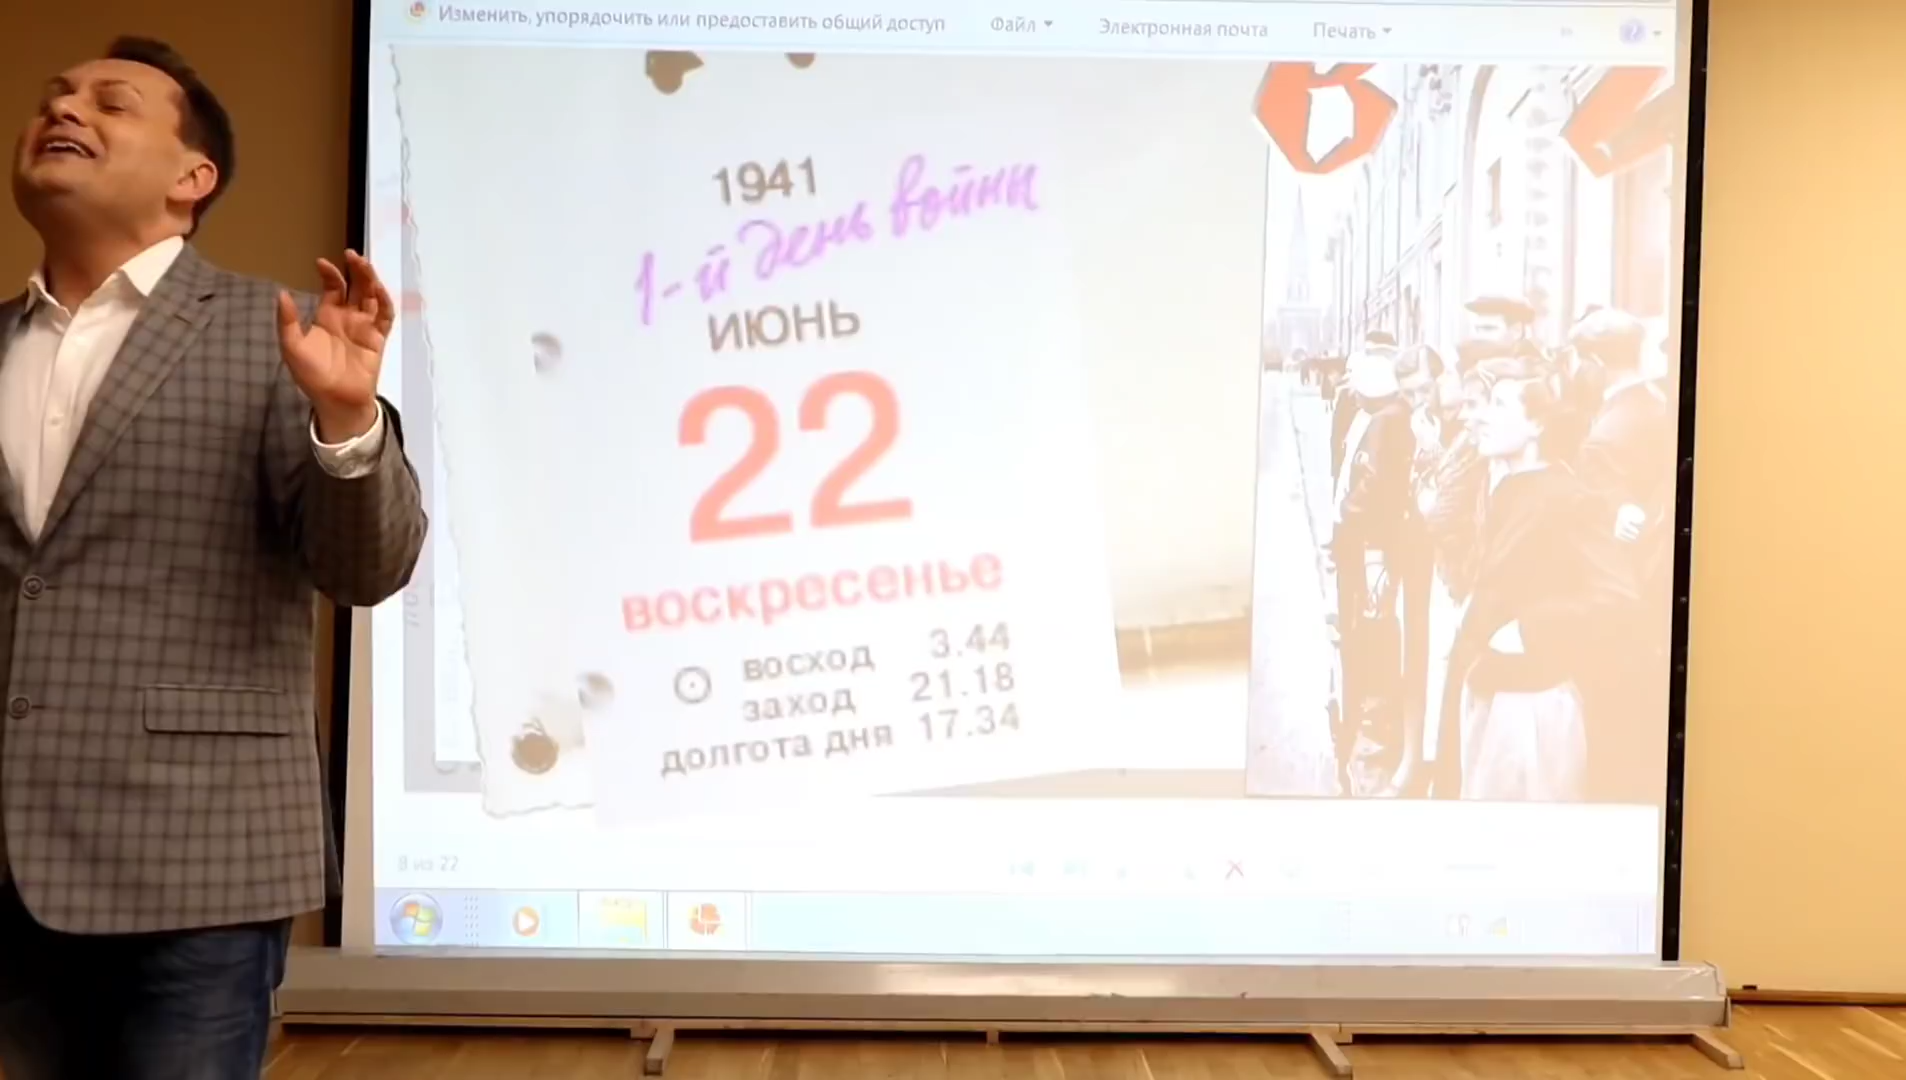 Изменить, упорядочить или предоставить общий доступ Файл Электронная почта Печать
1941
1-й день войны
ИЮНЬ
22
воскресенье
восход 3.44
заход 21.18
долгота дня 17.34
8 из 22